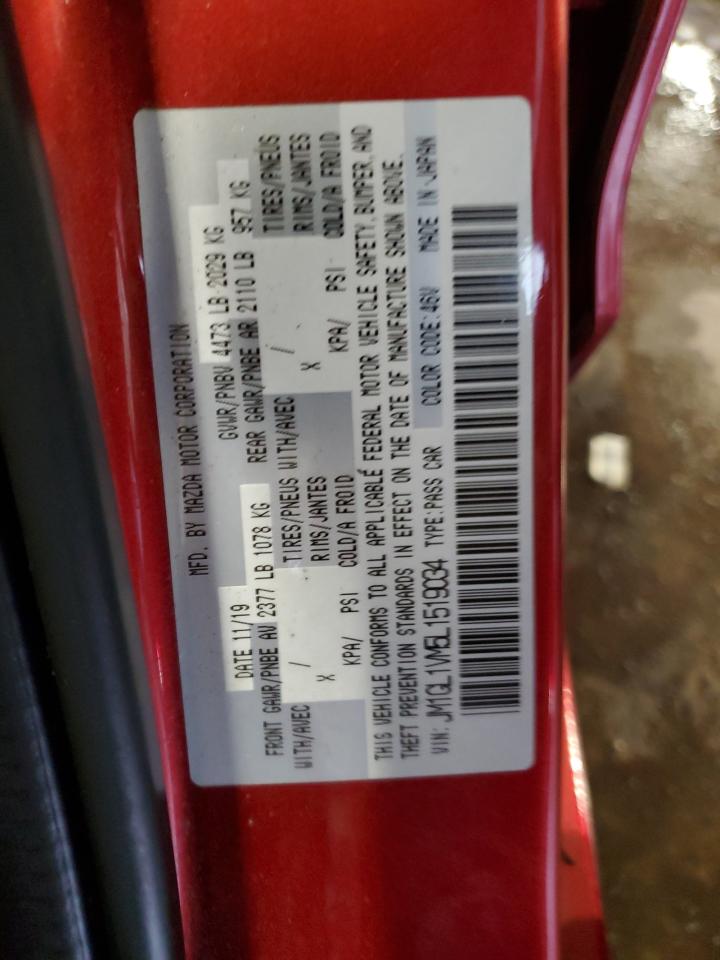 MFD. BY MAZDA MOTOR CORPORATION
DATE 11/19 GVWR/PNBV 4473 LB 2029 KG
FRONT GAWR/PNBE AV 2377 LB 1078 KG REAR GAWR/PNBE AR 2110 LB 957 KG
WITH/AVEC / TIRES/PNEUS WITH/AVEC / TIRES/PNEUS
X RIMS/JANTES X RIMS/JANTES
KPA/ PSI COLD/A FROID KPA/ PSI COLD/A FROID
THIS VEHICLE CONFORMS TO ALL APPLICABLE FEDERAL MOTOR VEHICLE SAFETY, BUMPER, AND
THEFT PREVENTION STANDARDS IN EFFECT ON THE DATE OF MANUFACTURE SHOWN ABOVE.
VIN: JM1GL1VM5L1519034 TYPE:PASS CAR COLOR CODE:46V MADE IN JAPAN